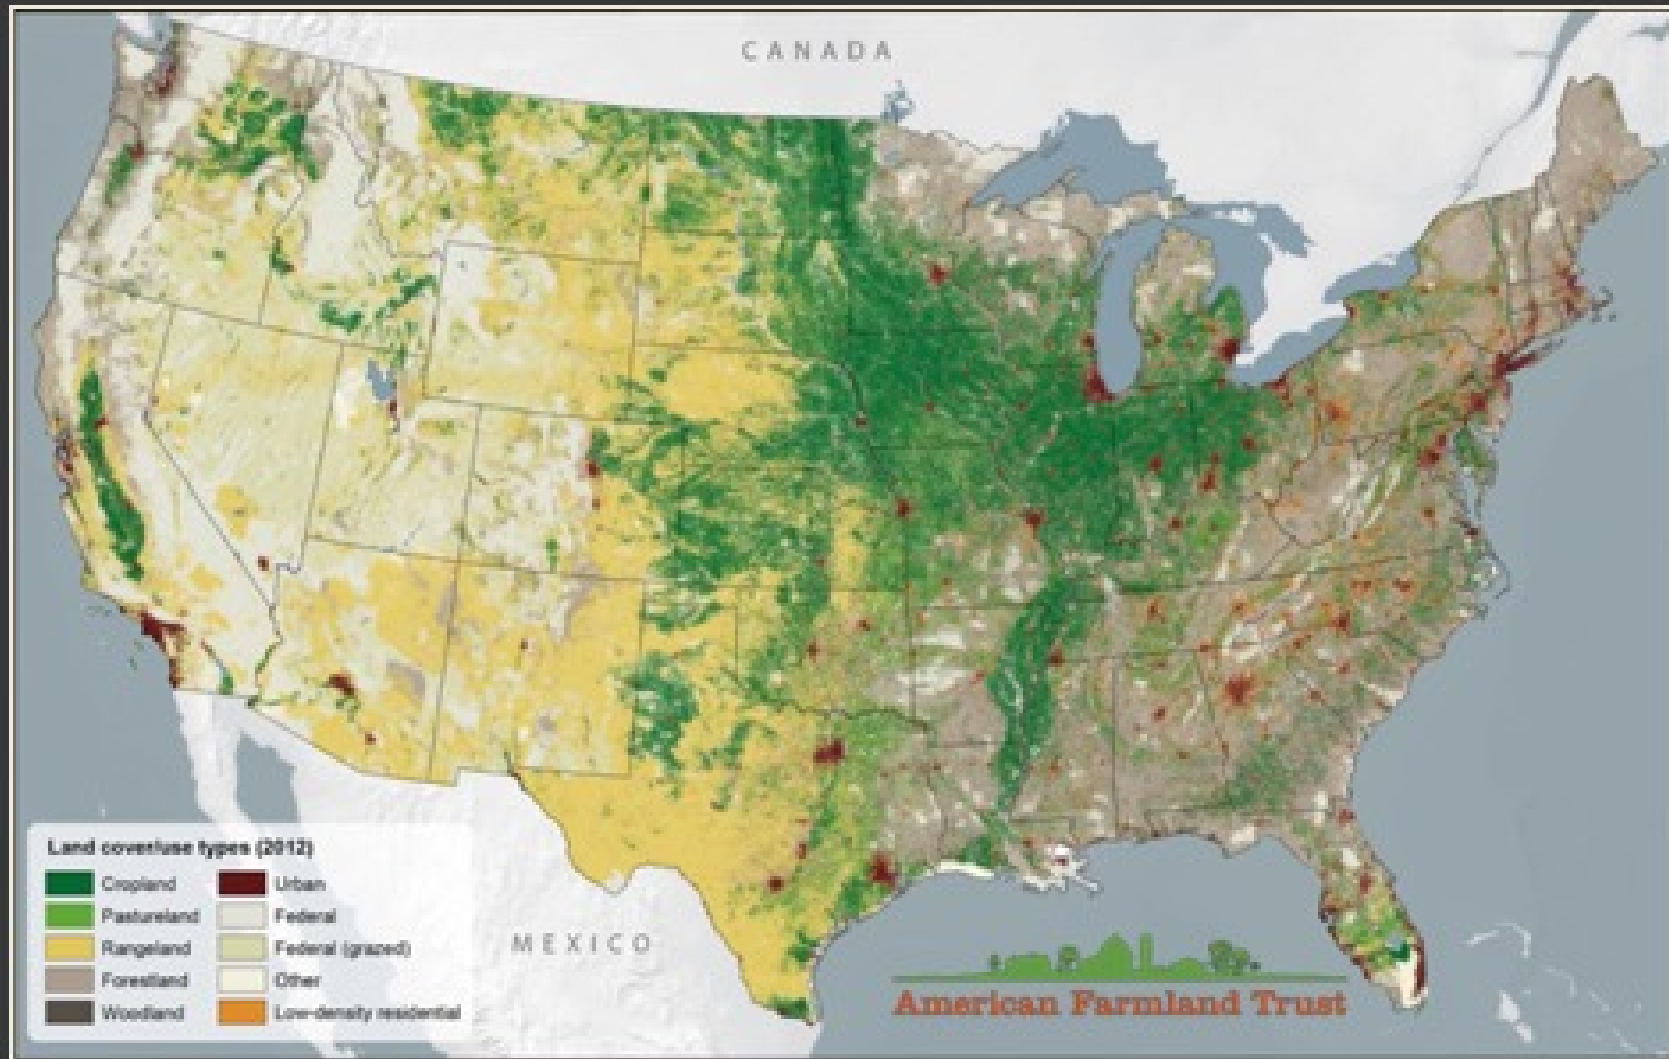 CANADA
Land cover/use types (2012)
Cropland
Pastureland
Rangeland
Forestland
Woodland
Urban
Federal
Federal (grazed)
Other
Low-density residential
MEXICO
American Farmland Trust